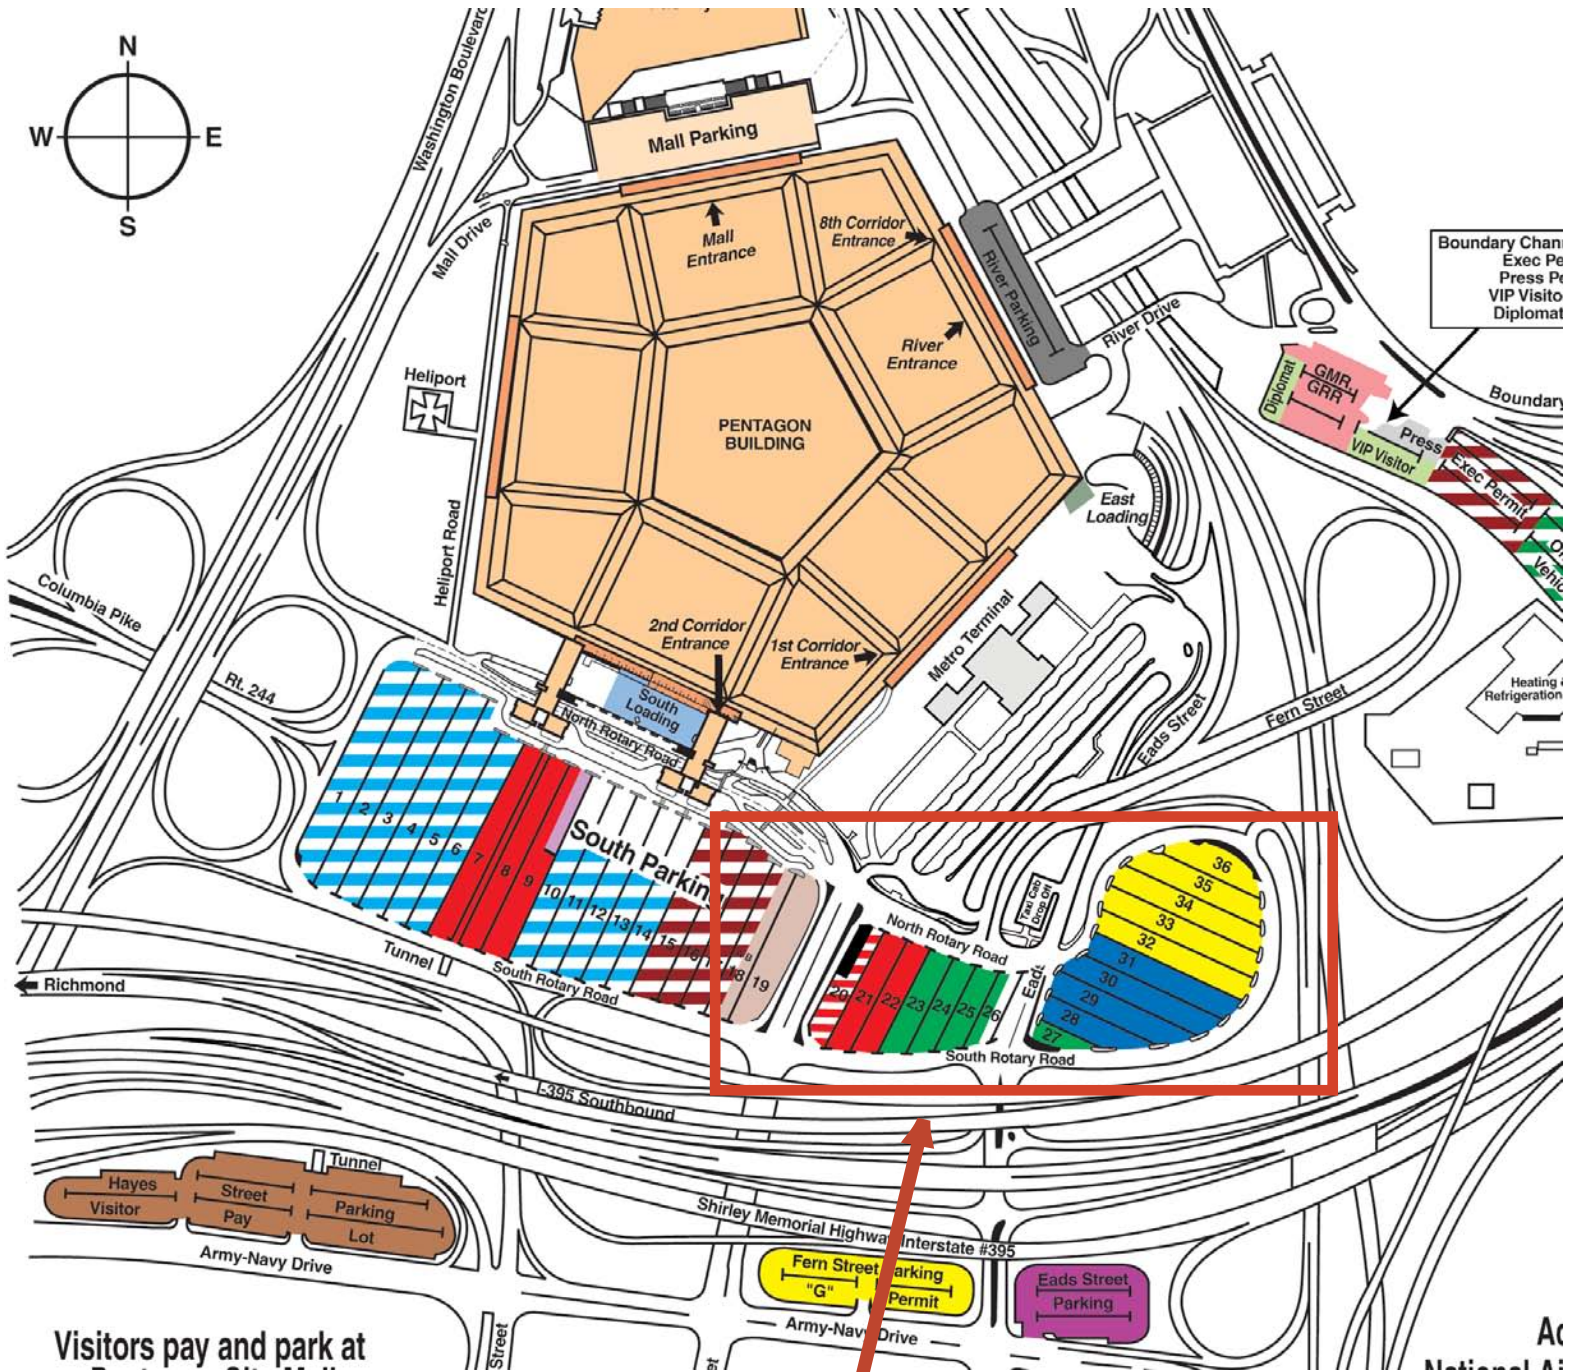 N
W
E
S
Washington Boulevard
Mall Parking
Mall Drive
Mall
Entrance
8th Corridor
Entrance
River Parking
River Drive
River
Entrance
Boundary Chan
Exec Pe
Press Pe
VIP Visito
Diplomat
Heliport
PENTAGON
BUILDING
Diplomat
GMR
GRR
Boundary
Press
VIP Visitor
Exec Permit
Vehic
East
Loading
Heliport Road
Columbia Pike
2nd Corridor
Entrance
1st Corridor
Entrance
Metro Terminal
Heating &
Refrigeration
Rt. 244
South
Loading
North Rotary Road
Eads Street
Fern Street
1
2
3
4
5
6
7
8
9
10
11
12
13
14
15
16
18
19
South Parking
Taxi Cab
Drop Off
North Rotary Road
Eads
20
21
22
23
24
25
26
36
35
34
33
32
31
30
29
28
27
South Rotary Road
Tunnel
South Rotary Road
Richmond
I-395 Southbound
Tunnel
Hayes
Visitor
Street
Pay
Parking
Lot
Army-Navy Drive
Shirley Memorial Highway Interstate #395
Fern Street Parking
"G"
Permit
Eads Street
Parking
Army-Navy Drive
Visitors pay and park at
Street